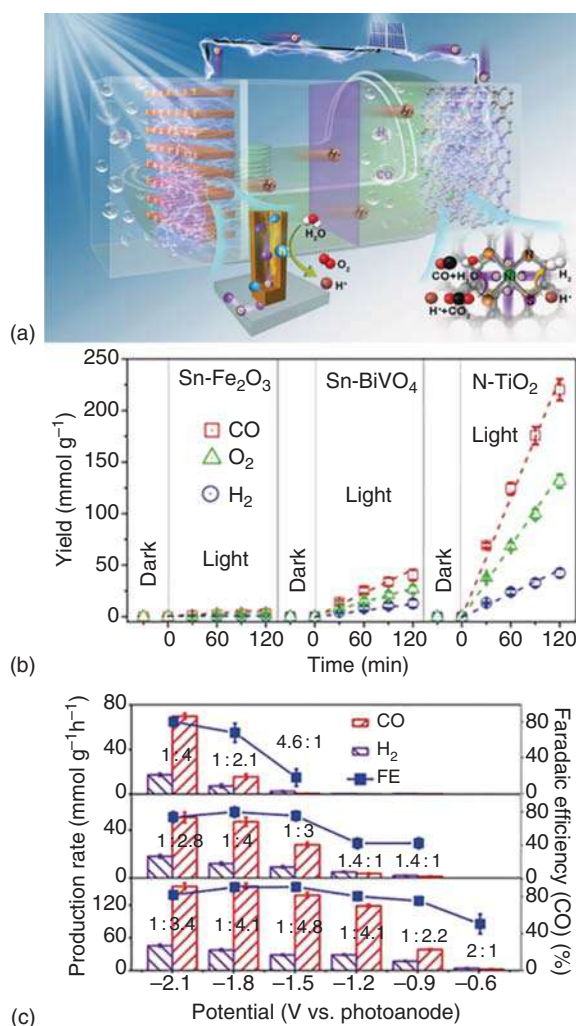 H₂O
O₂
H⁺
CO
CO+H₂O
H⁺+CO₂
Ni
N
S
H₂
H⁺
(a)
Sn-Fe₂O₃
Sn-BiVO₄
N-TiO₂
CO
O₂
H₂
Dark
Light
Dark
Light
Dark
Light
Yield (mmol g⁻¹)
250
200
150
100
50
0
0 60 120 0 60 120 0 60 120
Time (min)
(b)
CO
H₂
FE
80
40
0
40
0
120
60
0
Production rate (mmol g⁻¹h⁻¹)
1:4
1:2.1
4.6:1
1:2.8
1:4
1:3
1.4:1
1.4:1
1:3.4
1:4.1
1:4.8
1:4.1
1:2.2
2:1
80
40
0
80
40
0
80
40
0
Faradaic efficiency (CO) (%)
−2.1 −1.8 −1.5 −1.2 −0.9 −0.6
Potential (V vs. photoanode)
(c)